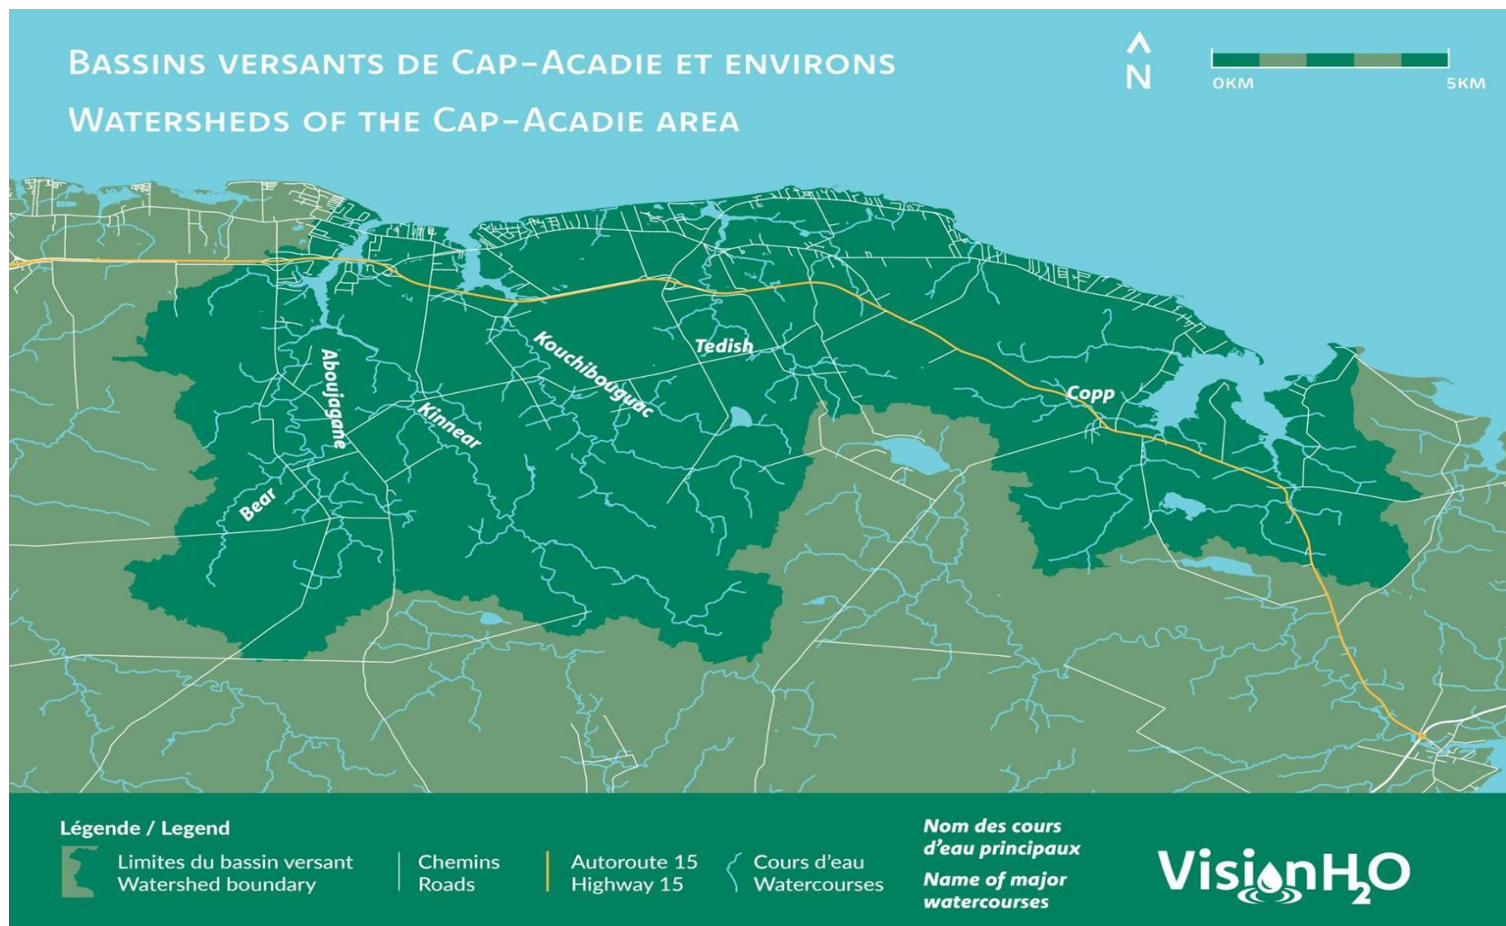 BASSINS VERSANTS DE CAP-ACADIE ET ENVIRONS
WATERSHEDS OF THE CAP-ACADIE AREA
N
0KM 5KM
Tedish
Kouchibouguac
Aboujagane
Kinnear
Copp
Bear
Légende / Legend
Limites du bassin versant
Watershed boundary
Chemins
Roads
Autoroute 15
Highway 15
Cours d'eau
Watercourses
Nom des cours
d'eau principaux
Name of major
watercourses
VisionH2O